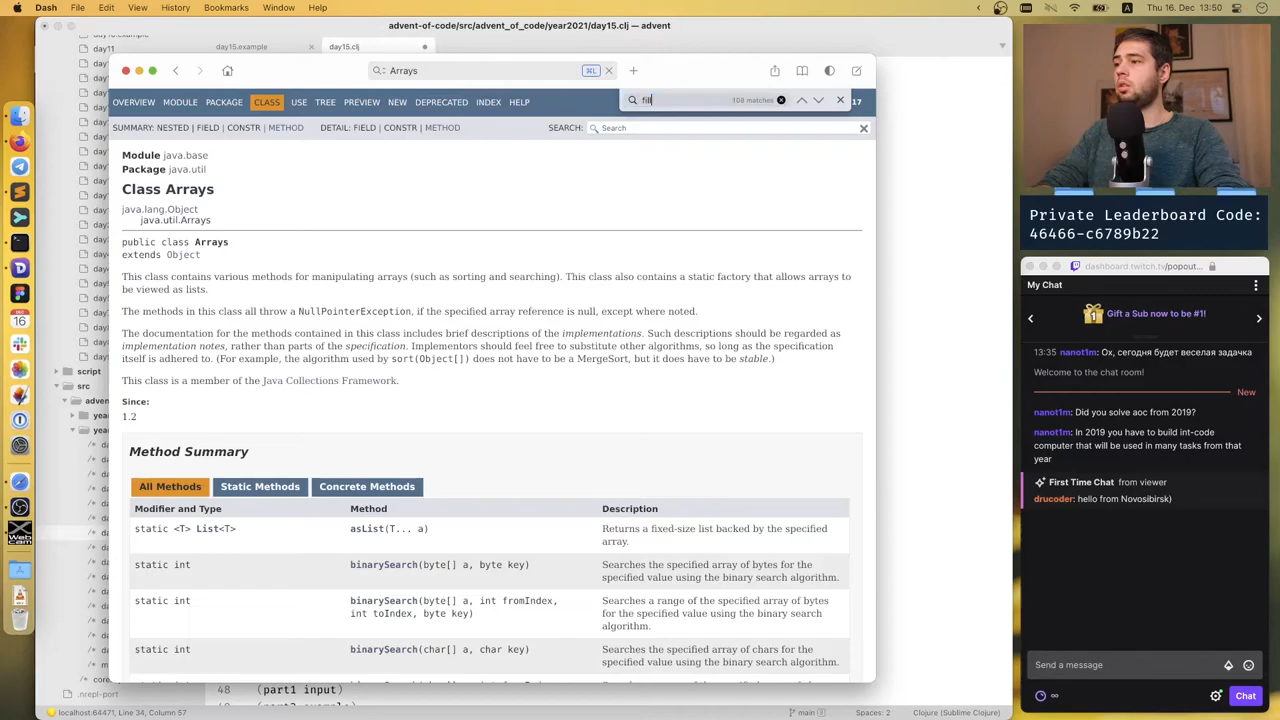 Dash File Edit View History Bookmarks Window Help
Thu 16. Dec 13:50
advent-of-code/src/advent_of_code/year2021/day15.clj — advent
day11
day15.example
day15.clj
Arrays
OVERVIEW MODULE PACKAGE CLASS USE TREE PREVIEW NEW DEPRECATED INDEX HELP
fill
108 matches
17
SUMMARY: NESTED | FIELD | CONSTR | METHOD DETAIL: FIELD | CONSTR | METHOD SEARCH: Search
Module java.base
Package java.util
Class Arrays
java.lang.Object
java.util.Arrays
public class Arrays
extends Object
This class contains various methods for manipulating arrays (such as sorting and searching). This class also contains a static factory that allows arrays to
be viewed as lists.
The methods in this class all throw a NullPointerException, if the specified array reference is null, except where noted.
The documentation for the methods contained in this class includes brief descriptions of the implementations. Such descriptions should be regarded as
implementation notes, rather than parts of the specification. Implementors should feel free to substitute other algorithms, so long as the specification
itself is adhered to. (For example, the algorithm used by sort(Object[]) does not have to be a MergeSort, but it does have to be stable.)
This class is a member of the Java Collections Framework.
Since:
1.2
Method Summary
All Methods Static Methods Concrete Methods
Modifier and Type Method Description
static <T> List<T> asList(T... a) Returns a fixed-size list backed by the specified
array.
static int binarySearch(byte[] a, byte key) Searches the specified array of bytes for the
specified value using the binary search algorithm.
static int binarySearch(byte[] a, int fromIndex, Searches a range of the specified array of bytes
int toIndex, byte key) for the specified value using the binary search
algorithm.
static int binarySearch(char[] a, char key) Searches the specified array of chars for the
specified value using the binary search algorithm.
script
src
.nrepl-port
48 (part1 input)
localhost:64471, Line 34, Column 57
main
Spaces: 2
Clojure (Sublime Clojure)
Private Leaderboard Code:
46466-c6789b22
dashboard.twitch.tv/popout...
My Chat
Gift a Sub now to be #1!
13:35 nanot1m: Ох, сегодня будет веселая задачка
Welcome to the chat room!
New
nanot1m: Did you solve aoc from 2019?
nanot1m: In 2019 you have to build int-code
computer that will be used in many tasks from that
year
First Time Chat from viewer
drucoder: hello from Novosibirsk)
Send a message
Chat